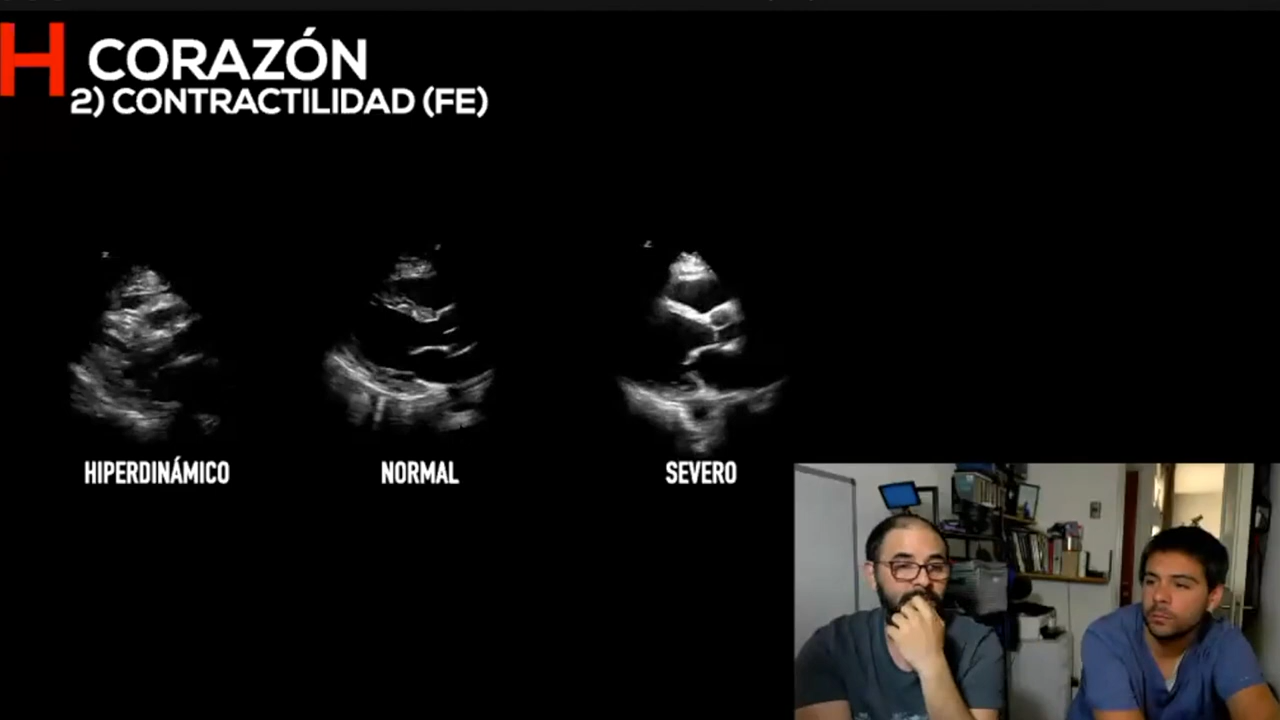 H CORAZÓN
2) CONTRACTILIDAD (FE)
HIPERDINÁMICO
NORMAL
SEVERO